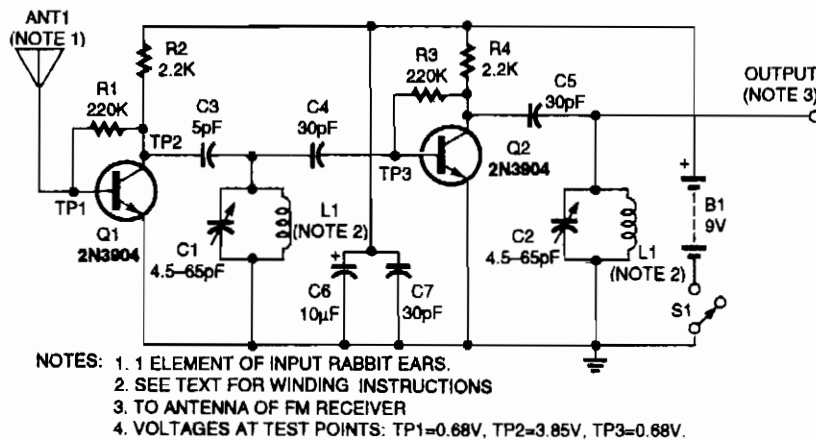 ANT1
(NOTE 1)
R1
220K
R2
2.2K
TP2
C3
5pF
C4
30pF
R3
220K
R4
2.2K
C5
30pF
OUTPUT
(NOTE 3)
TP1
Q1
2N3904
C1
4.5–65pF
L1
(NOTE 2)
TP3
Q2
2N3904
+
C6
10µF
C7
30pF
C2
4.5–65pF
L1
(NOTE 2)
+
B1
9V
S1
NOTES: 1. 1 ELEMENT OF INPUT RABBIT EARS.
2. SEE TEXT FOR WINDING INSTRUCTIONS
3. TO ANTENNA OF FM RECEIVER
4. VOLTAGES AT TEST POINTS: TP1=0.68V, TP2=3.85V, TP3=0.68V.